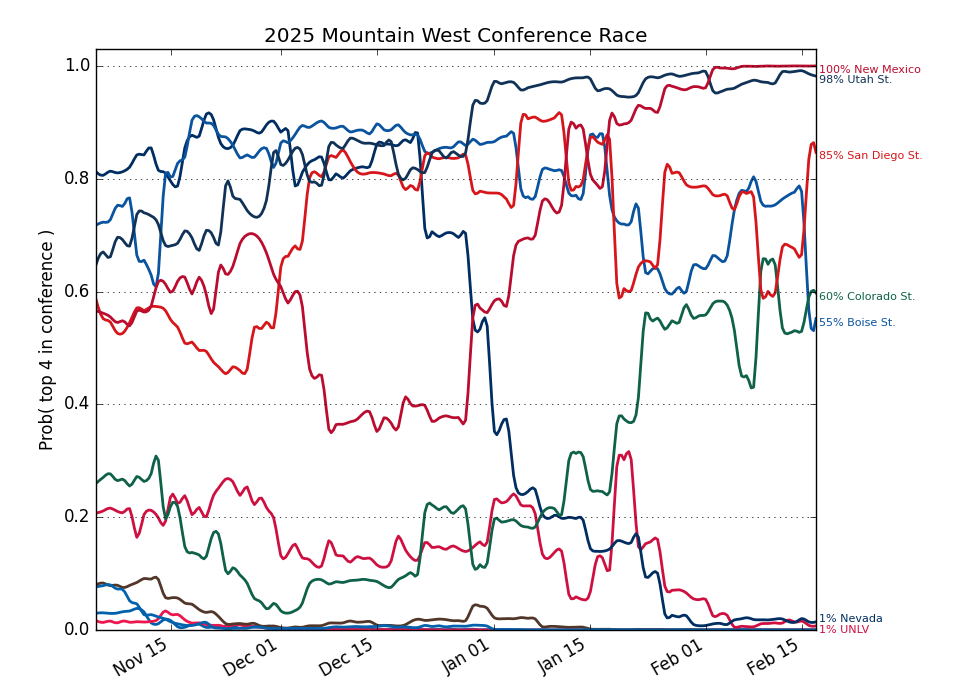 2025 Mountain West Conference Race
Prob( top 4 in conference )
1.0
0.8
0.6
0.4
0.2
0.0
100% New Mexico
98% Utah St.
85% San Diego St.
60% Colorado St.
55% Boise St.
1% Nevada
1% UNLV
Nov 15
Dec 01
Dec 15
Jan 01
Jan 15
Feb 01
Feb 15